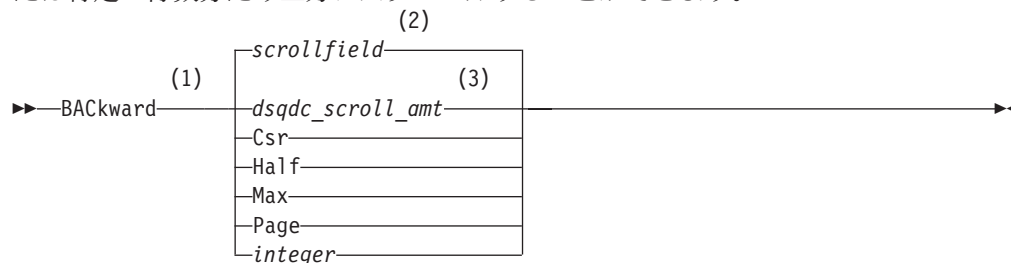 (2)
scrollfield
(1) (3)
BACkward dsqdc_scroll_amt
Csr
Half
Max
Page
integer